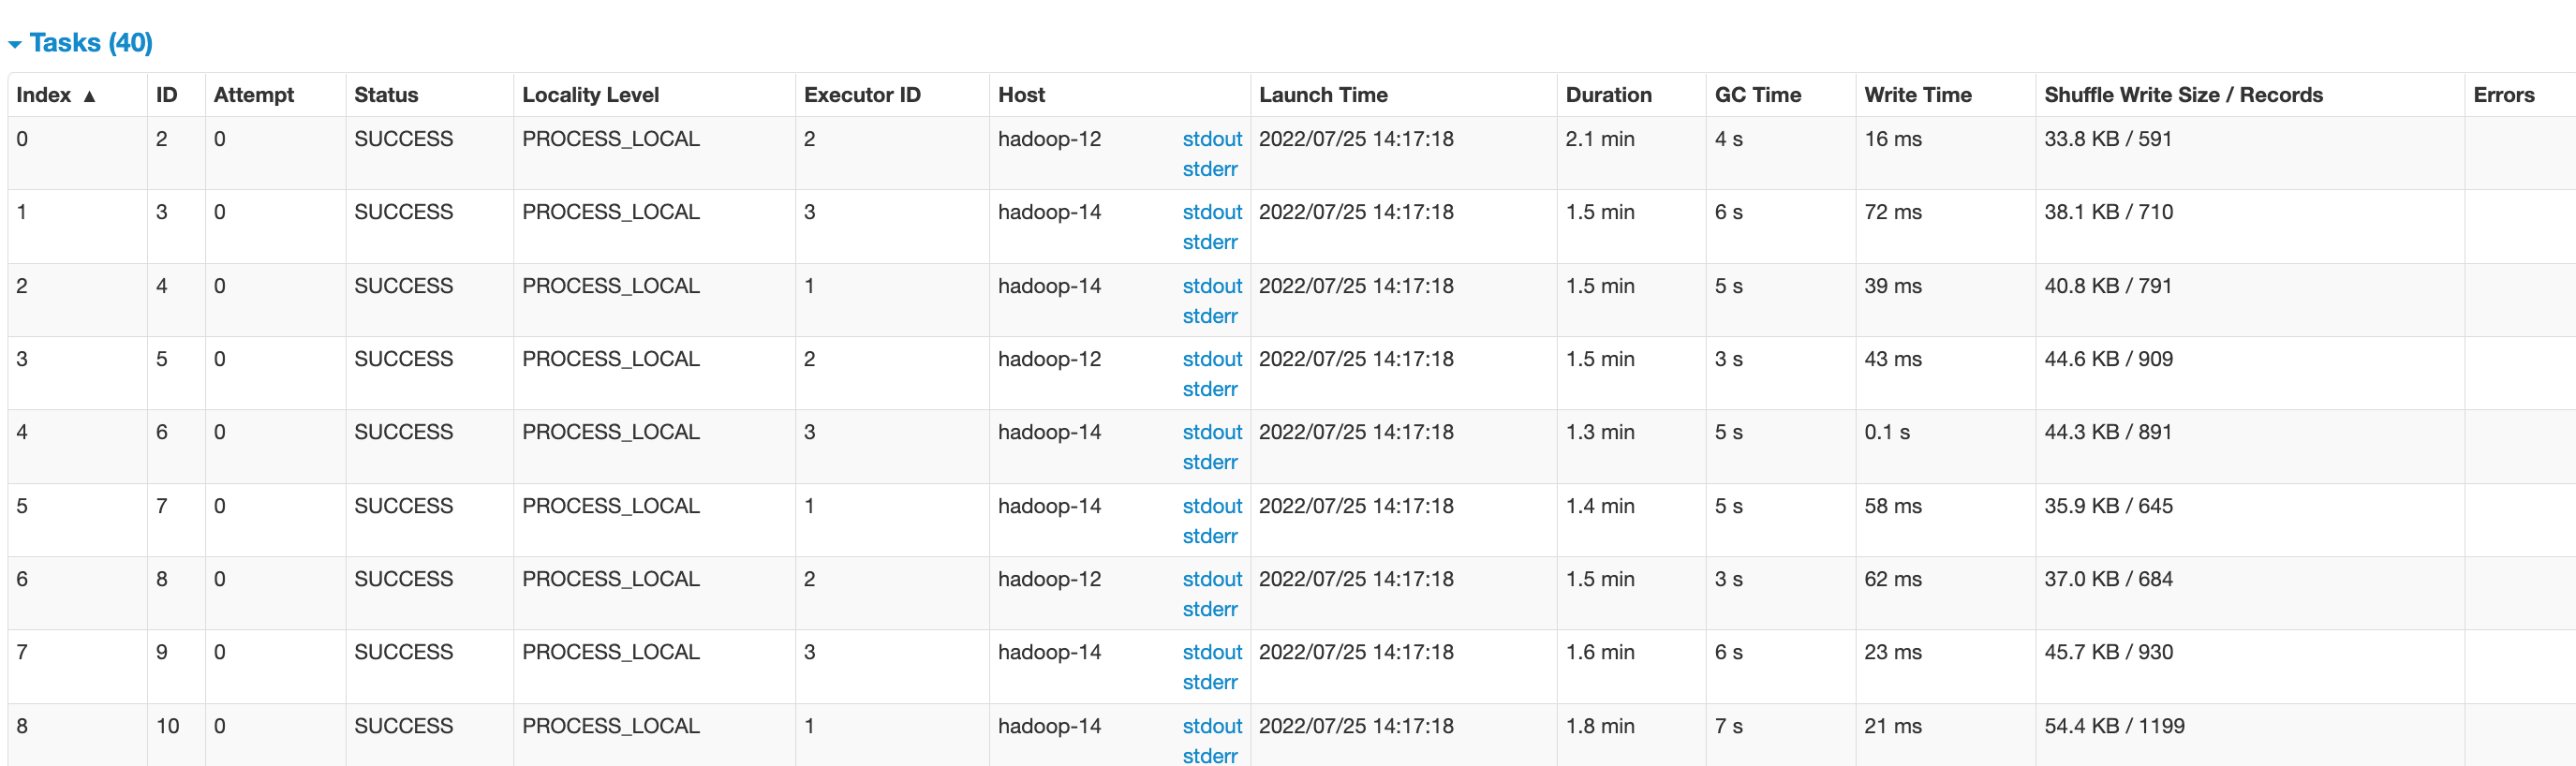 Tasks (40)
Index ▲ ID Attempt Status Locality Level Executor ID Host Launch Time Duration GC Time Write Time Shuffle Write Size / Records Errors
0 2 0 SUCCESS PROCESS_LOCAL 2 hadoop-12 stdout 2022/07/25 14:17:18 2.1 min 4 s 16 ms 33.8 KB / 591
stderr
1 3 0 SUCCESS PROCESS_LOCAL 3 hadoop-14 stdout 2022/07/25 14:17:18 1.5 min 6 s 72 ms 38.1 KB / 710
stderr
2 4 0 SUCCESS PROCESS_LOCAL 1 hadoop-14 stdout 2022/07/25 14:17:18 1.5 min 5 s 39 ms 40.8 KB / 791
stderr
3 5 0 SUCCESS PROCESS_LOCAL 2 hadoop-12 stdout 2022/07/25 14:17:18 1.5 min 3 s 43 ms 44.6 KB / 909
stderr
4 6 0 SUCCESS PROCESS_LOCAL 3 hadoop-14 stdout 2022/07/25 14:17:18 1.3 min 5 s 0.1 s 44.3 KB / 891
stderr
5 7 0 SUCCESS PROCESS_LOCAL 1 hadoop-14 stdout 2022/07/25 14:17:18 1.4 min 5 s 58 ms 35.9 KB / 645
stderr
6 8 0 SUCCESS PROCESS_LOCAL 2 hadoop-12 stdout 2022/07/25 14:17:18 1.5 min 3 s 62 ms 37.0 KB / 684
stderr
7 9 0 SUCCESS PROCESS_LOCAL 3 hadoop-14 stdout 2022/07/25 14:17:18 1.6 min 6 s 23 ms 45.7 KB / 930
stderr
8 10 0 SUCCESS PROCESS_LOCAL 1 hadoop-14 stdout 2022/07/25 14:17:18 1.8 min 7 s 21 ms 54.4 KB / 1199
stderr